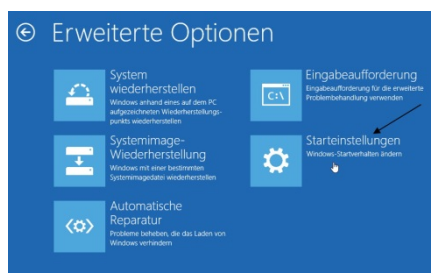 Erweiterte Optionen
System
wiederherstellen
Windows anhand eines auf dem PC
aufgezeichneten Wiederherstellungs-
punkts wiederherstellen
Systemimage-
Wiederherstellung
Windows mit einer bestimmten
Systemimagedatei wiederherstellen
Automatische
Reparatur
Probleme beheben, die das Laden von
Windows verhindern
Eingabeaufforderung
Eingabeaufforderung für die erweiterte
Problembehandlung verwenden
C:\
Starteinstellungen
Windows-Startverhalten ändern